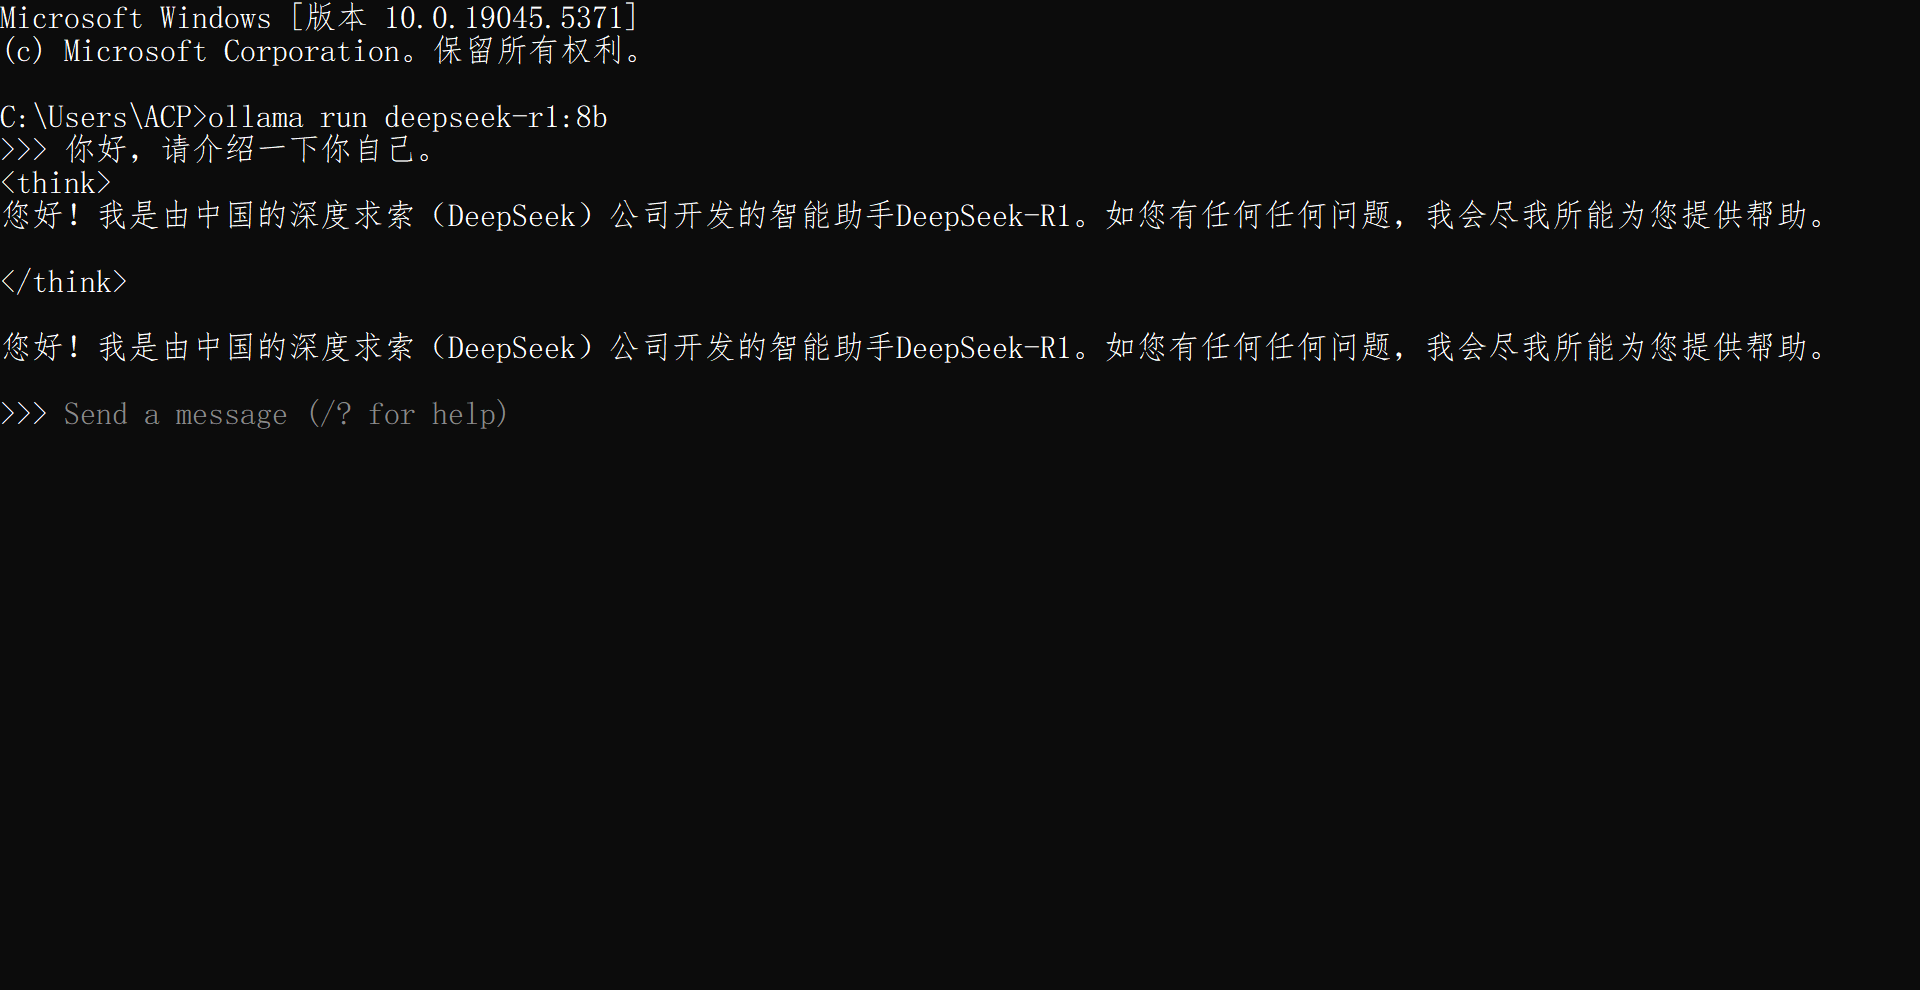 Microsoft Windows [版本 10.0.19045.5371]
(c) Microsoft Corporation。保留所有权利。
C:\Users\ACP>ollama run deepseek-r1:8b
>>> 你好，请介绍一下你自己。
<think>
您好！我是由中国的深度求索（DeepSeek）公司开发的智能助手DeepSeek-R1。如您有任何任何问题，我会尽我所能为您提供帮助。
</think>
您好！我是由中国的深度求索（DeepSeek）公司开发的智能助手DeepSeek-R1。如您有任何任何问题，我会尽我所能为您提供帮助。
>>> Send a message (/? for help)